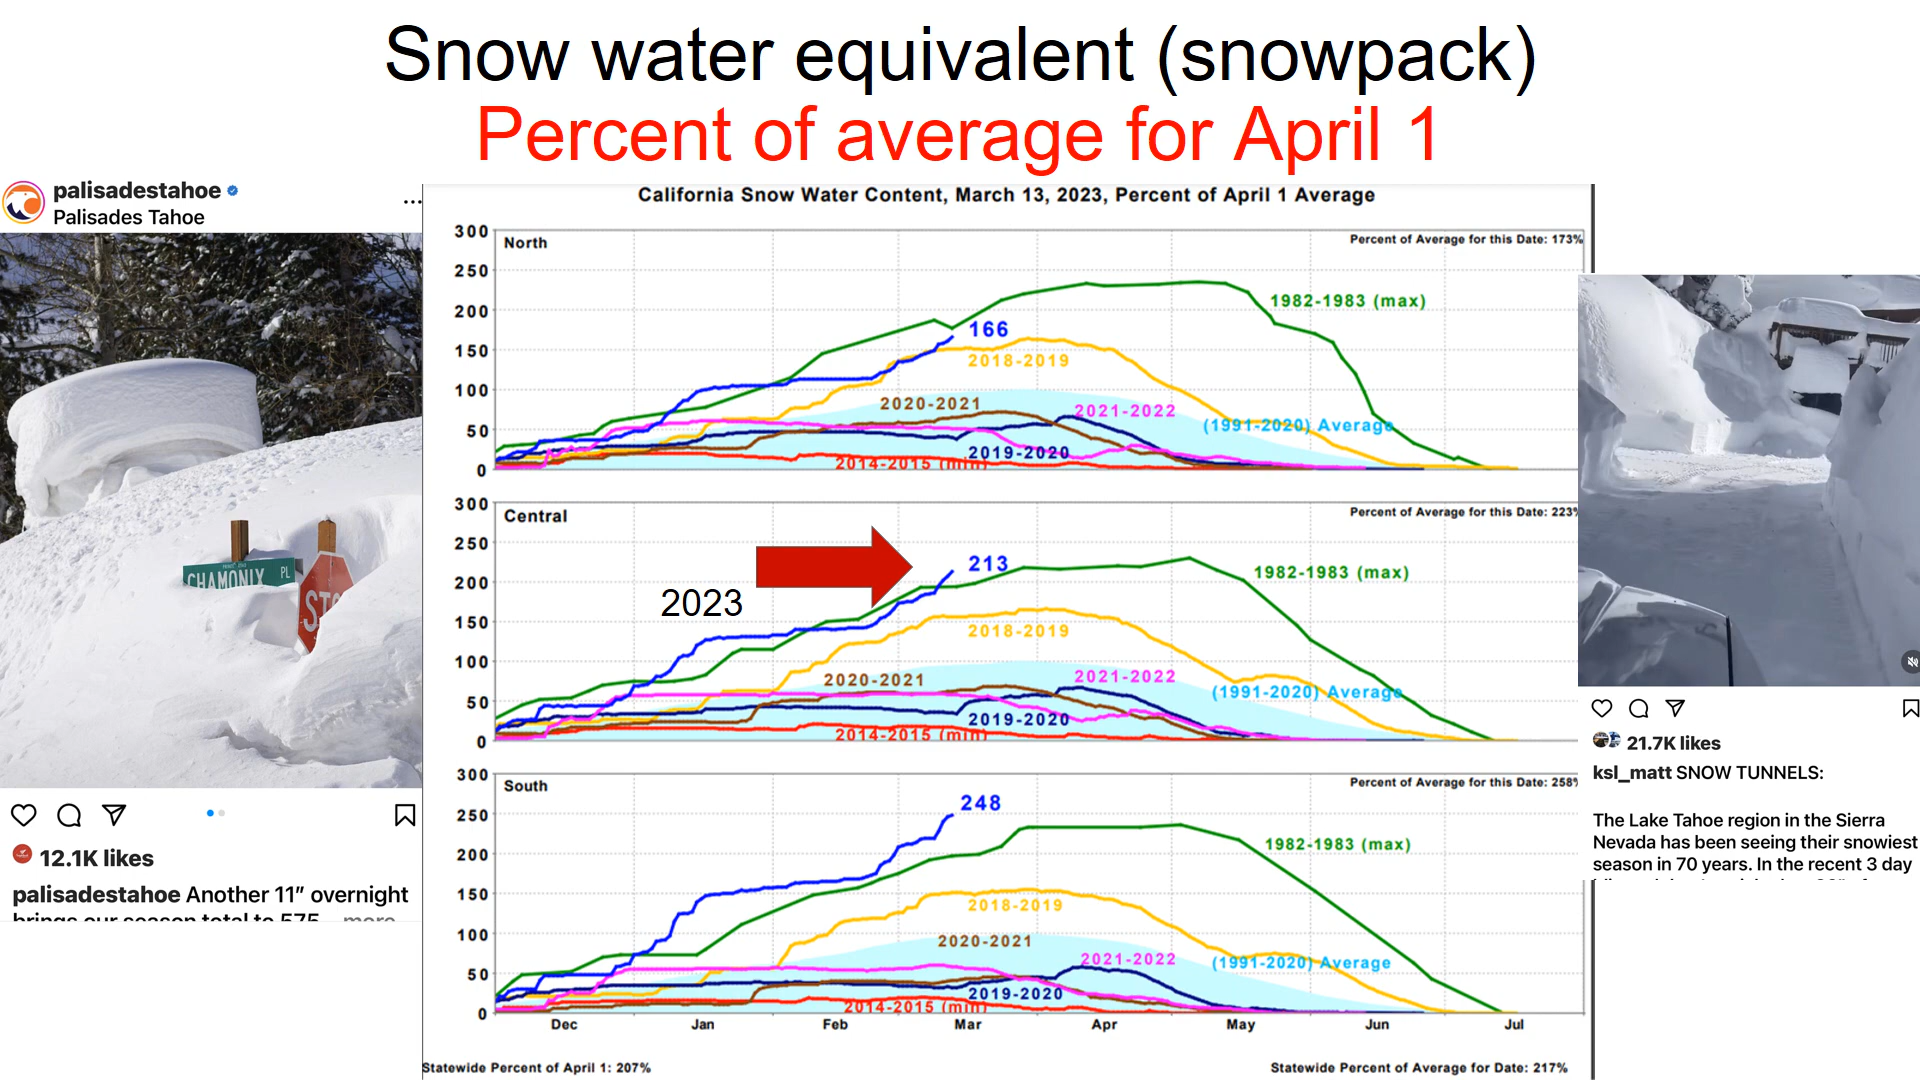 Snow water equivalent (snowpack)
Percent of average for April 1
palisadestahoe
Palisades Tahoe
...
CHAMONIX PL
STO
12.1K likes
palisadestahoe Another 11” overnight
brings our season total to 575... more
California Snow Water Content, March 13, 2023, Percent of April 1 Average
300
250
200
150
100
50
0
North
Percent of Average for this Date: 173%
1982-1983 (max)
166
2018-2019
2020-2021
2021-2022
(1991-2020) Average
2019-2020
2014-2015 (min)
300
250
200
150
100
50
0
Central
Percent of Average for this Date: 223%
213
2023
1982-1983 (max)
2018-2019
2020-2021
2021-2022
(1991-2020) Average
2019-2020
2014-2015 (min)
300
250
200
150
100
50
0
South
Percent of Average for this Date: 258%
248
1982-1983 (max)
2018-2019
2020-2021
2021-2022
(1991-2020) Average
2019-2020
2014-2015 (min)
Dec Jan Feb Mar Apr May Jun Jul
Statewide Percent of April 1: 207%
Statewide Percent of Average for Date: 217%
21.7K likes
ksl_matt SNOW TUNNELS:
The Lake Tahoe region in the Sierra
Nevada has been seeing their snowiest
season in 70 years. In the recent 3 day